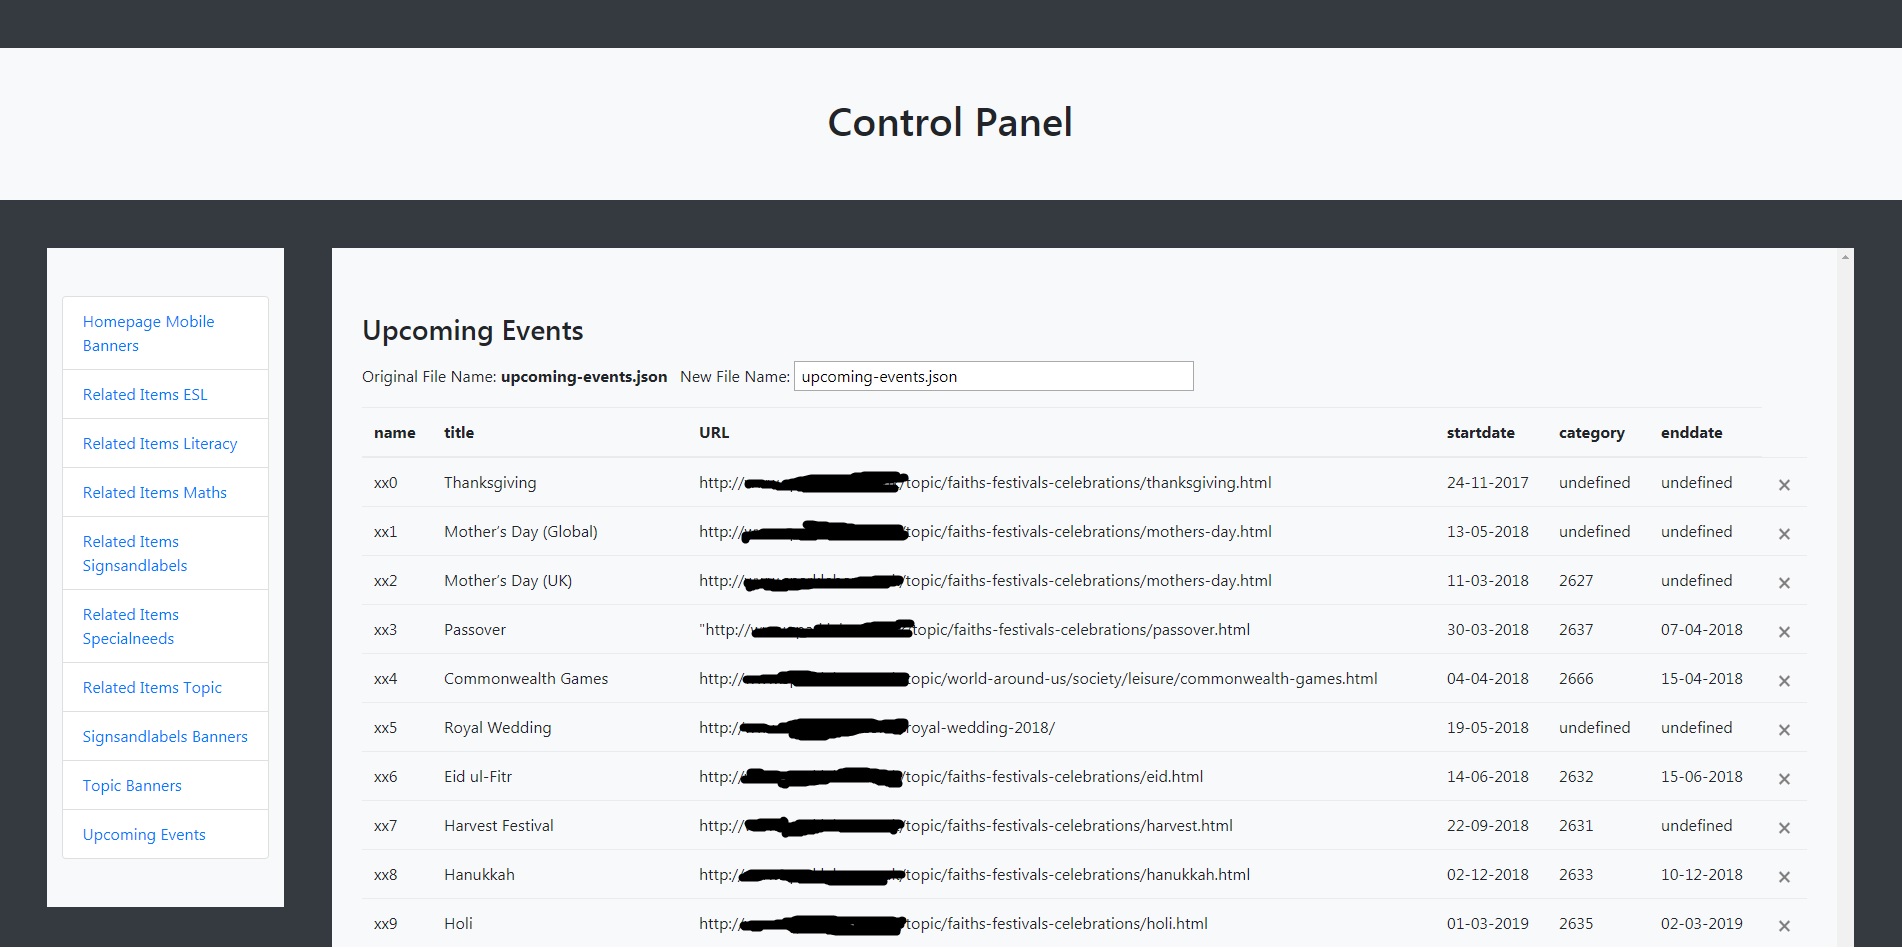 Control Panel
Homepage Mobile
Banners
Related Items ESL
Related Items Literacy
Related Items Maths
Related Items
Signsandlabels
Related Items
Specialneeds
Related Items Topic
Signsandlabels Banners
Topic Banners
Upcoming Events
Upcoming Events
Original File Name: upcoming-events.json New File Name: upcoming-events.json
name title URL startdate category enddate
xx0 Thanksgiving http:// /topic/faiths-festivals-celebrations/thanksgiving.html 24-11-2017 undefined undefined ×
xx1 Mother's Day (Global) http:// topic/faiths-festivals-celebrations/mothers-day.html 13-05-2018 undefined undefined ×
xx2 Mother's Day (UK) http:// /topic/faiths-festivals-celebrations/mothers-day.html 11-03-2018 2627 undefined ×
xx3 Passover "http:// topic/faiths-festivals-celebrations/passover.html 30-03-2018 2637 07-04-2018 ×
xx4 Commonwealth Games http:// topic/world-around-us/society/leisure/commonwealth-games.html 04-04-2018 2666 15-04-2018 ×
xx5 Royal Wedding http:// royal-wedding-2018/ 19-05-2018 undefined undefined ×
xx6 Eid ul-Fitr http:// /topic/faiths-festivals-celebrations/eid.html 14-06-2018 2632 15-06-2018 ×
xx7 Harvest Festival http:// /topic/faiths-festivals-celebrations/harvest.html 22-09-2018 2631 undefined ×
xx8 Hanukkah http:// /topic/faiths-festivals-celebrations/hanukkah.html 02-12-2018 2633 10-12-2018 ×
xx9 Holi http:// topic/faiths-festivals-celebrations/holi.html 01-03-2019 2635 02-03-2019 ×